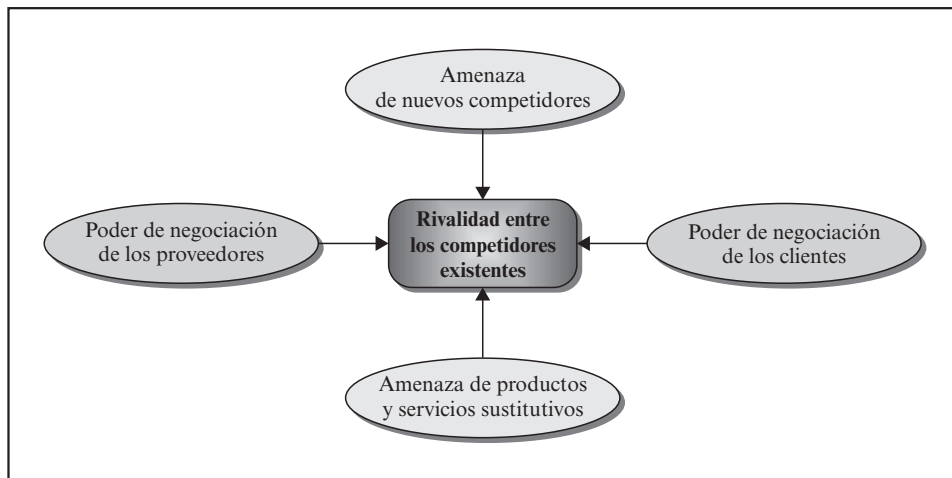 Amenaza
de nuevos competidores
Poder de negociación
de los proveedores
Rivalidad entre
los competidores
existentes
Poder de negociación
de los clientes
Amenaza de productos
y servicios sustitutivos